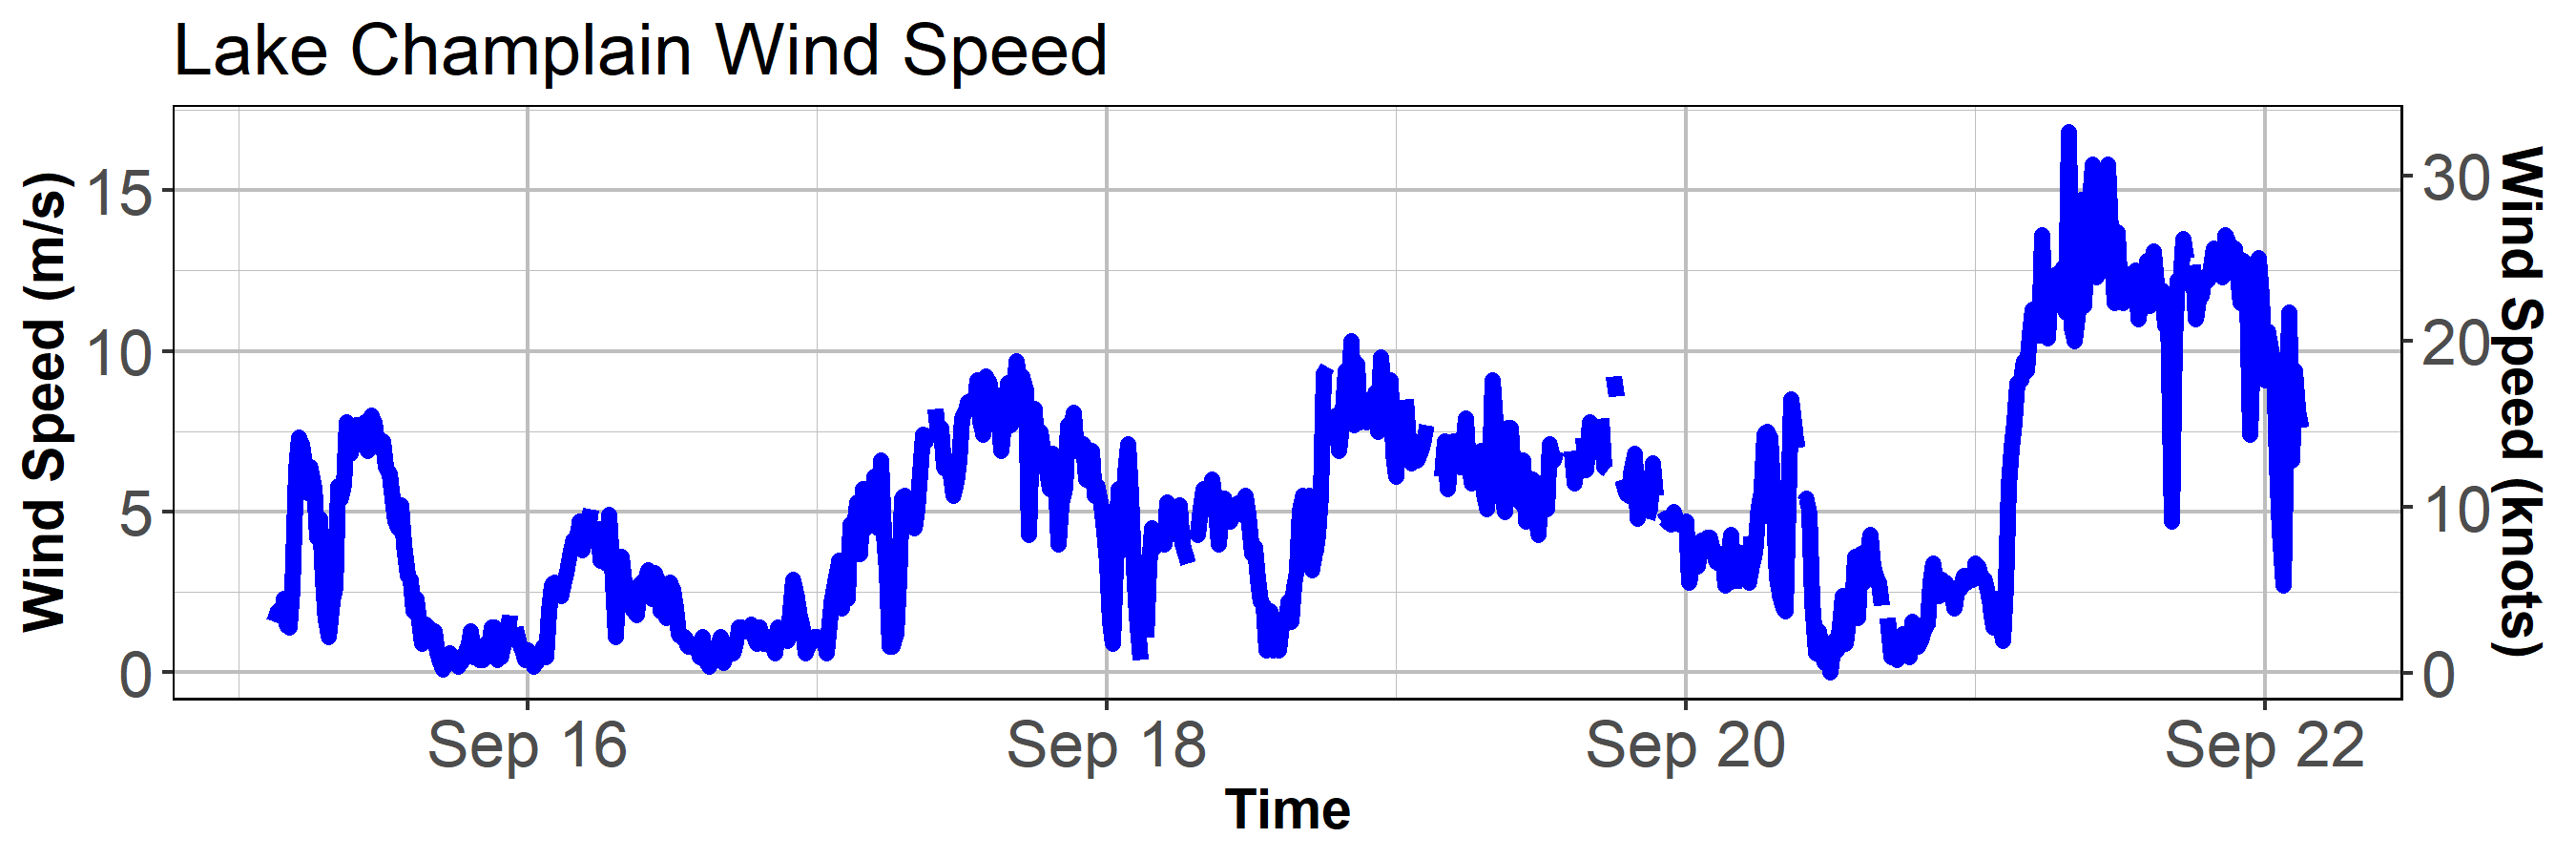 Lake Champlain Wind Speed
Wind Speed (m/s)
15
10
5
0
30
20
10
0
Wind Speed (knots)
Sep 16
Sep 18
Sep 20
Sep 22
Time